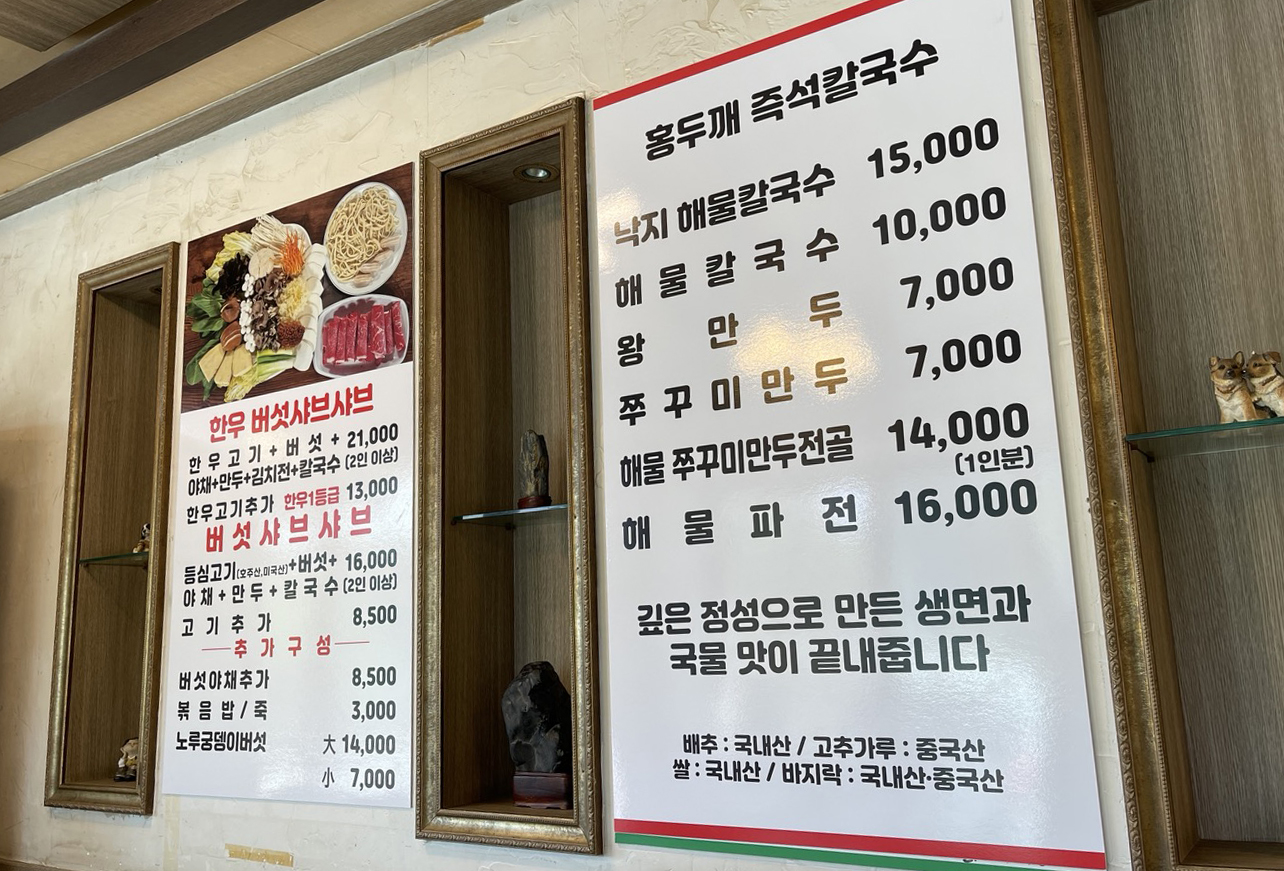 한우 버섯샤브샤브
한우고기+버섯+ 21,000
야채+만두+김치전+칼국수 (2인 이상)
한우고기추가 한우1등급 13,000
버섯샤브샤브
등심고기(호주산,미국산)+버섯+ 16,000
야채+만두+칼국수 (2인 이상)
고기추가 8,500
추가구성
버섯야채추가 8,500
볶음밥/죽 3,000
노루궁뎅이버섯 大 14,000
小 7,000
홍두깨 즉석칼국수
낙지 해물칼국수 15,000
해물칼국수 10,000
왕만두 7,000
쭈꾸미만두 7,000
해물 쭈꾸미만두전골 14,000
(1인분)
해물파전 16,000
깊은 정성으로 만든 생면과
국물 맛이 끝내줍니다
배추 : 국내산 / 고추가루 : 중국산
쌀 : 국내산 / 바지락 : 국내산·중국산